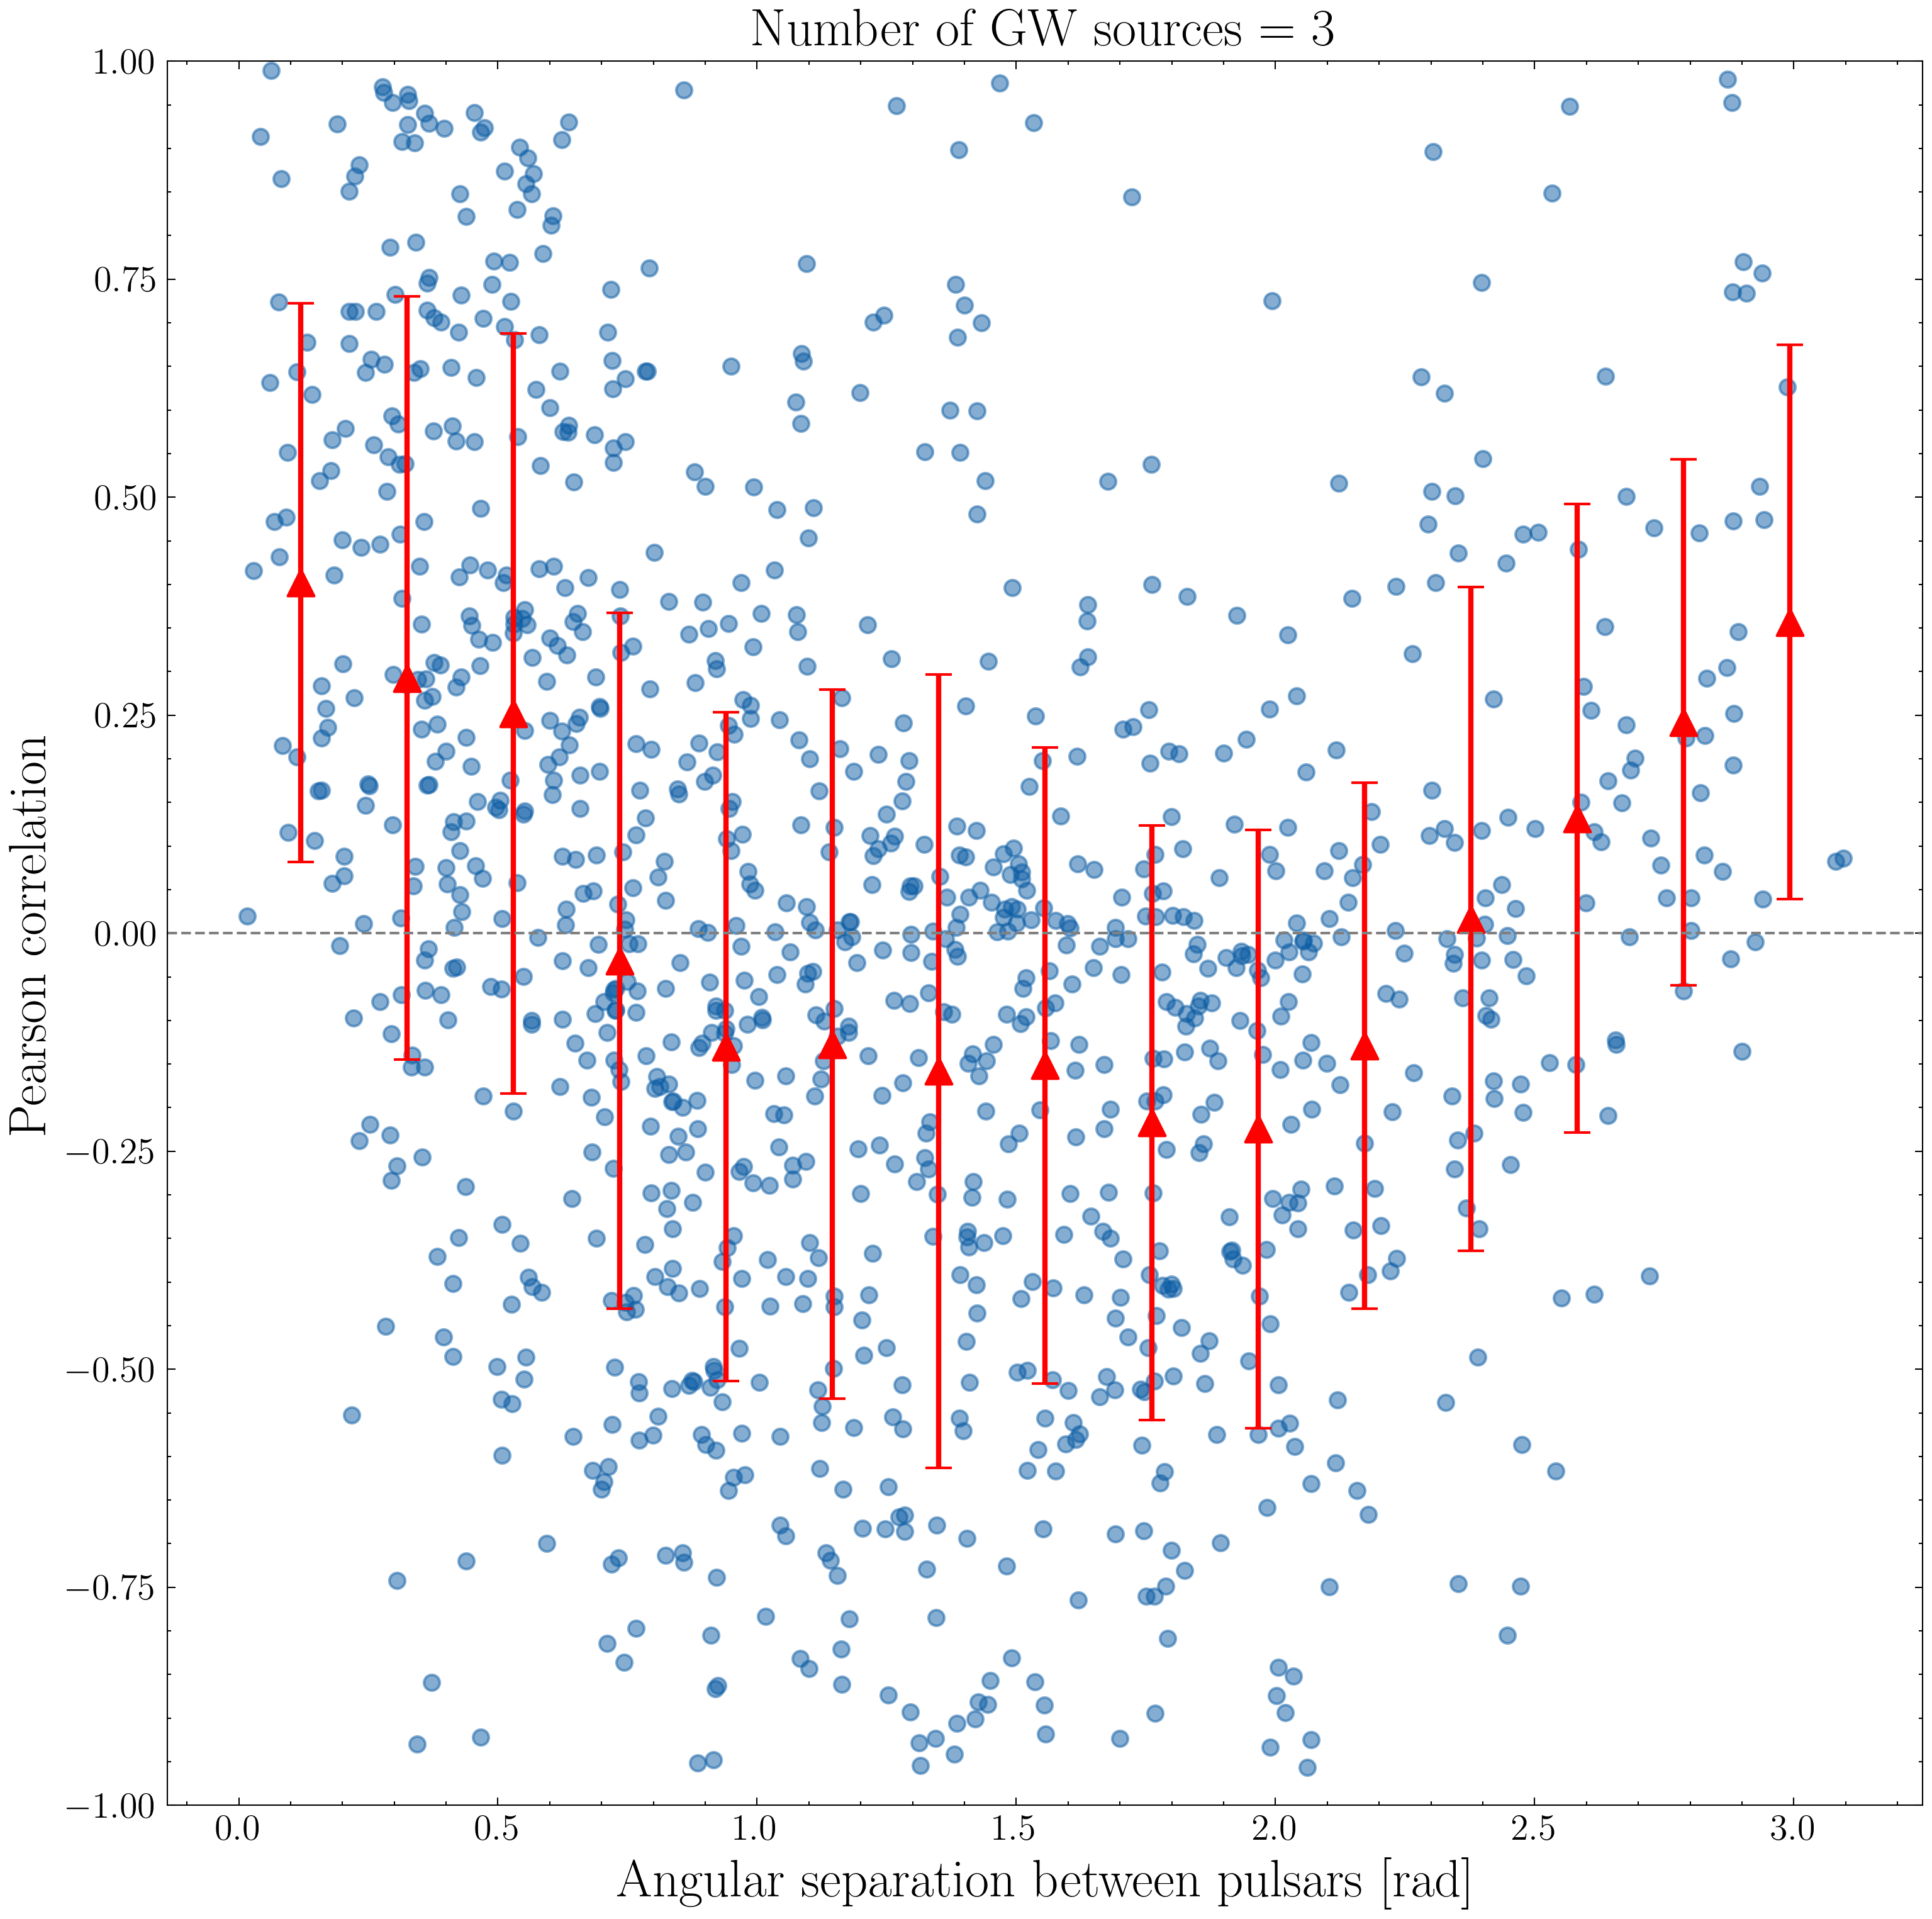 Number of GW sources = 3
1.00
0.75
0.50
0.25
0.00
−0.25
−0.50
−0.75
−1.00
Pearson correlation
0.0 0.5 1.0 1.5 2.0 2.5 3.0
Angular separation between pulsars [rad]